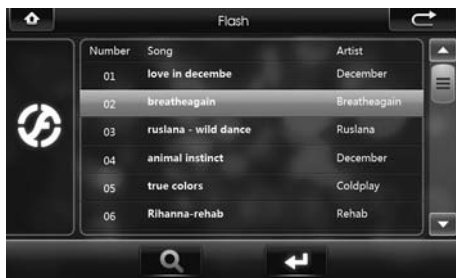 Flash
Number Song Artist
01 love in decembe December
02 breatheagain Breatheagain
03 ruslana - wild dance Ruslana
04 animal instinct December
05 true colors Coldplay
06 Rihanna-rehab Rehab